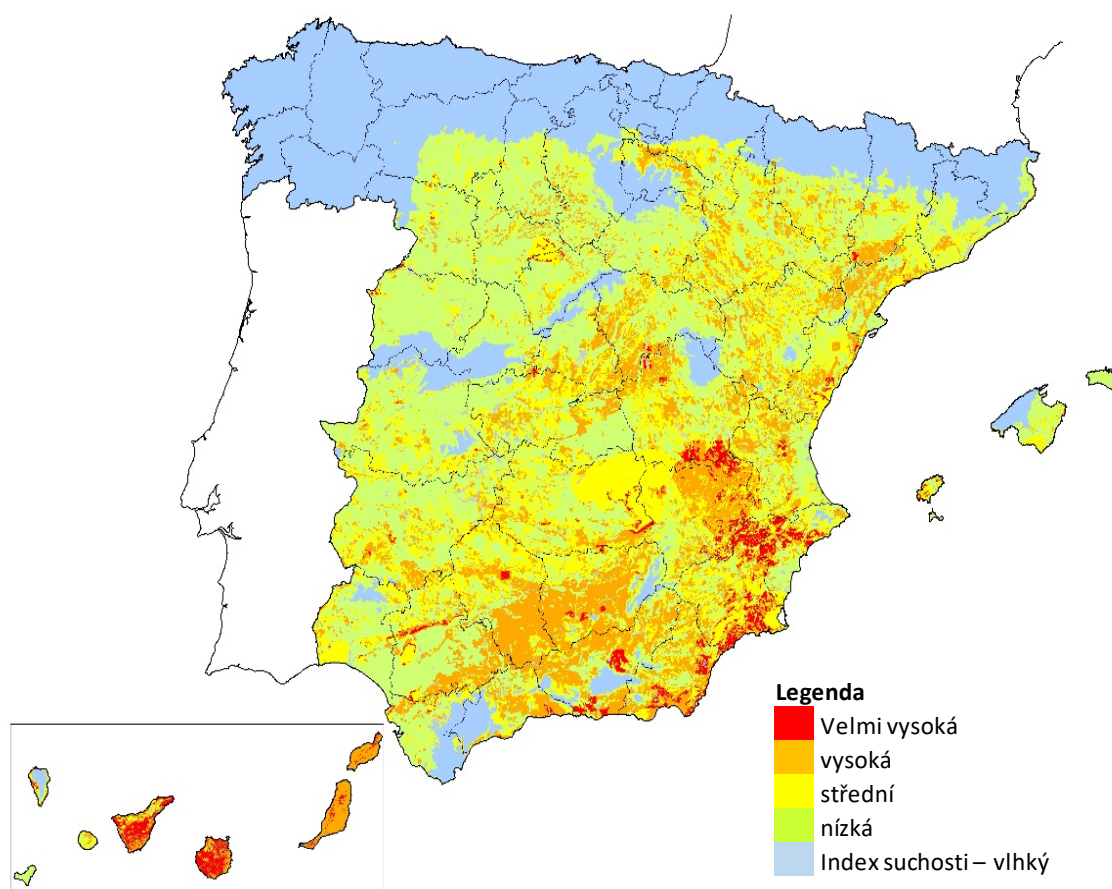 Legenda
Velmi vysoká
vysoká
střední
nízká
Index suchosti – vlhký